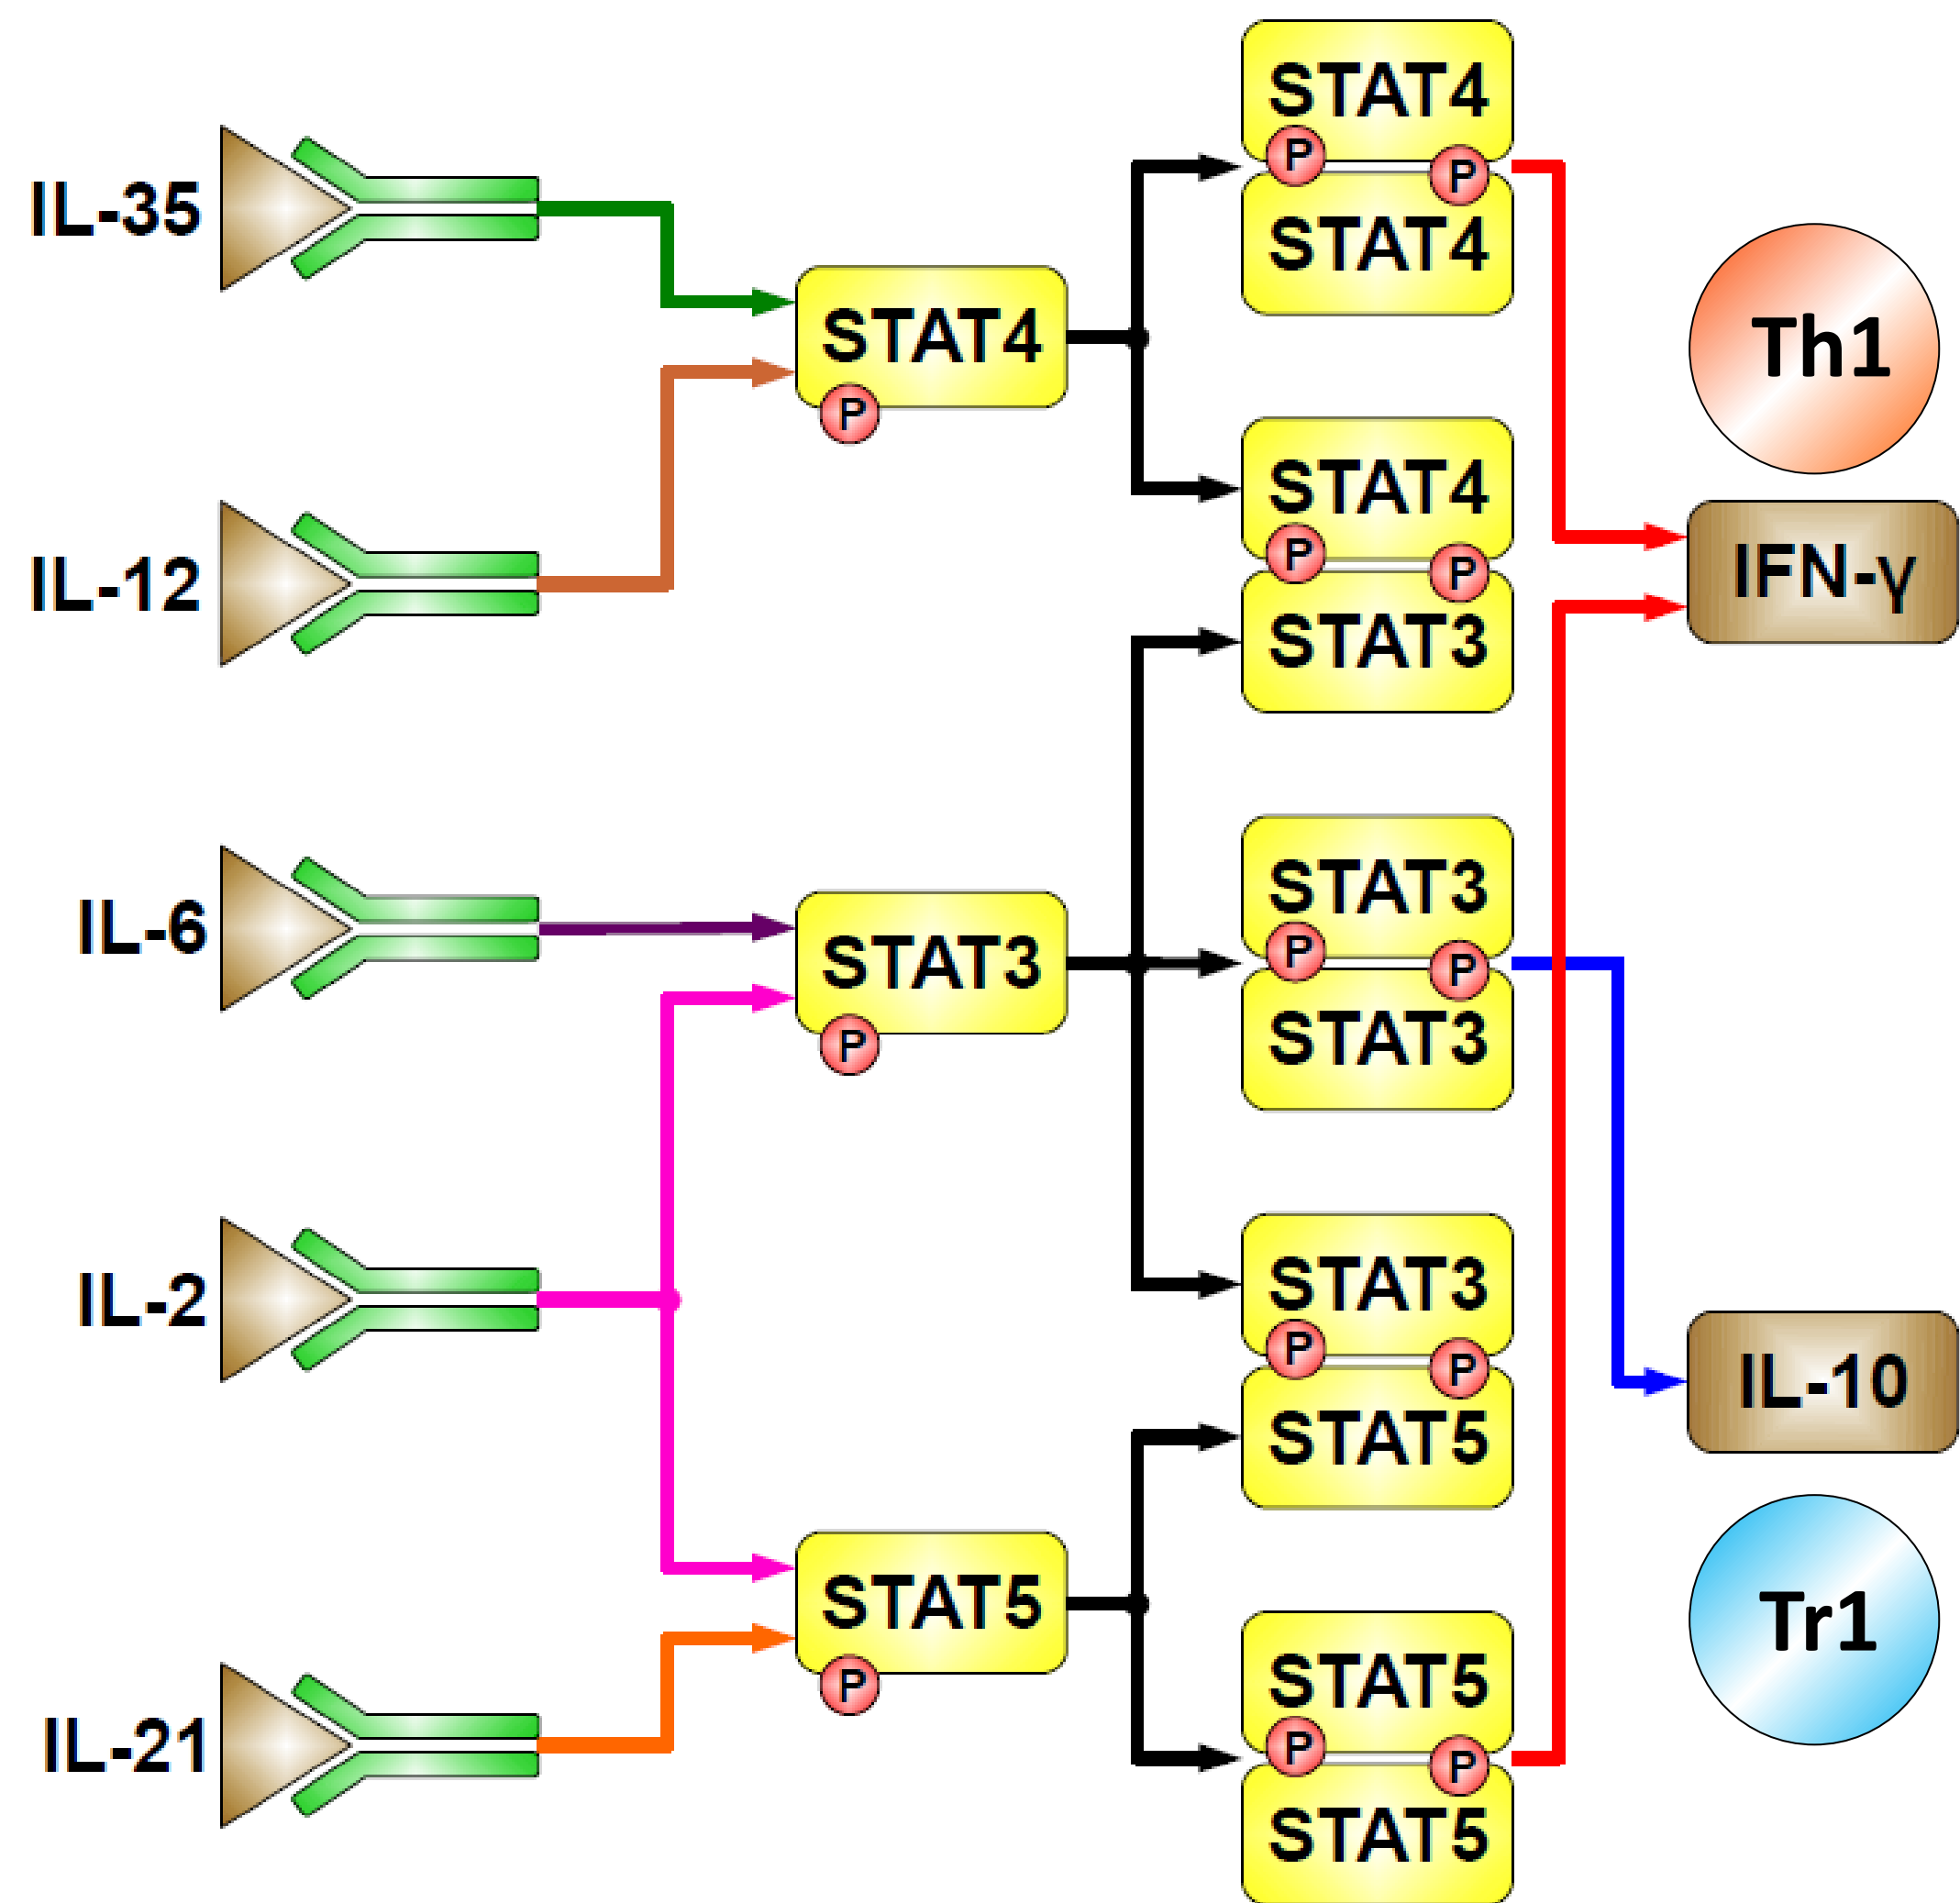 IL-35
IL-12
IL-6
IL-2
IL-21
STAT4
P
STAT3
P
STAT5
P
STAT4
P P
STAT4
STAT4
P P
STAT3
STAT3
P P
STAT3
STAT3
P P
STAT5
STAT5
P P
STAT5
Th1
IFN-γ
IL-10
Tr1